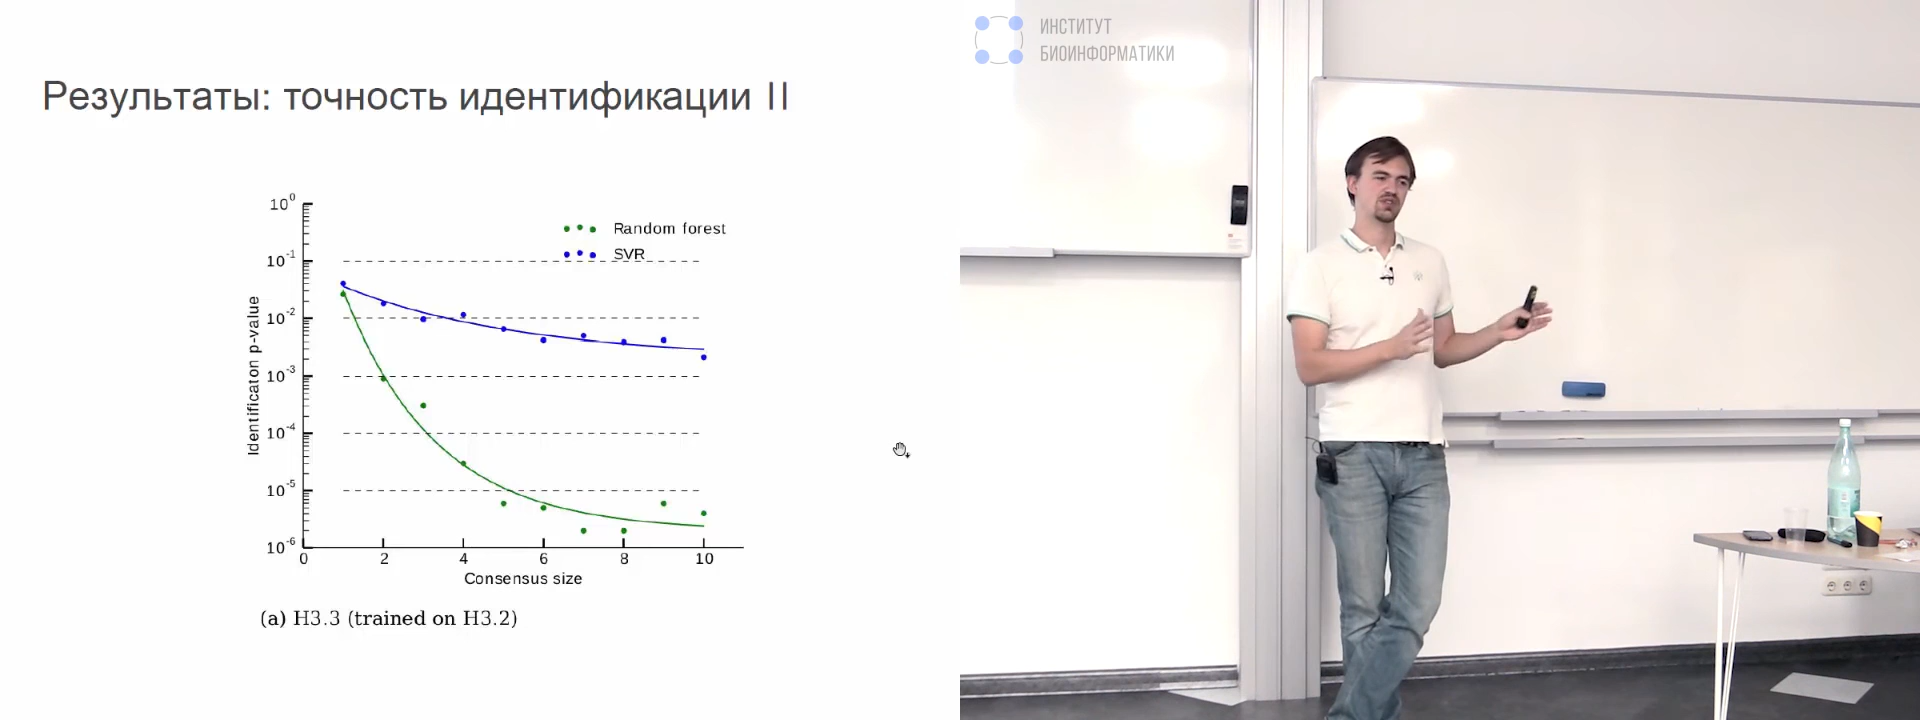 Результаты: точность идентификации II
10^0
10^-1
10^-2
10^-3
10^-4
10^-5
10^-6
Identificaton p-value
Random forest
SVR
0 2 4 6 8 10
Consensus size
(a) H3.3 (trained on H3.2)
ИНСТИТУТ
БИОИНФОРМАТИКИ